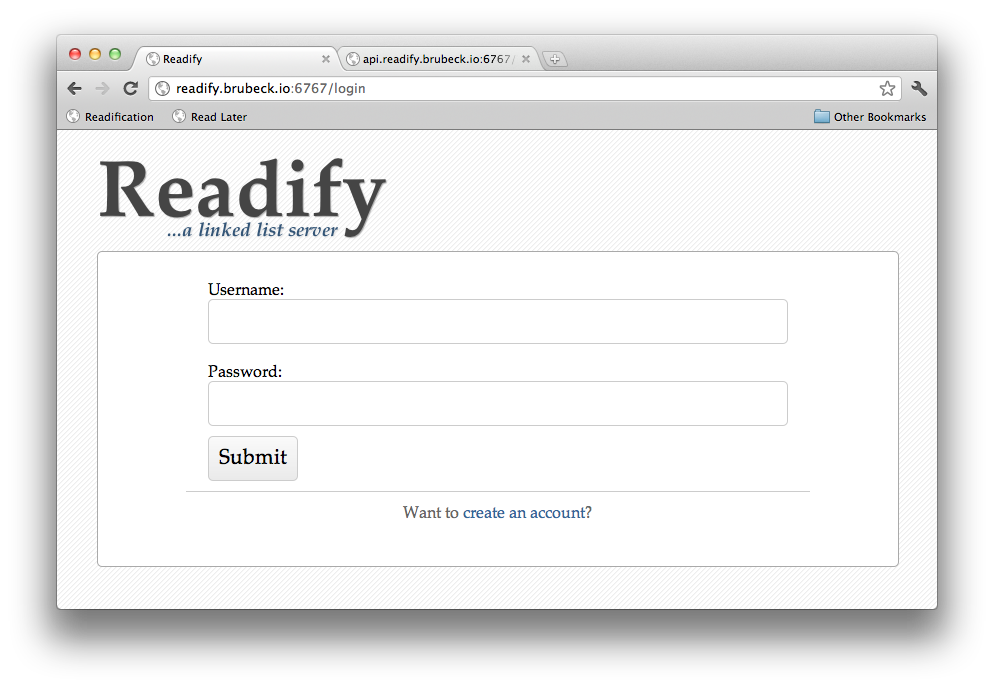 Readify
api.readify.brubeck.io:6767/
readify.brubeck.io:6767/login
Readification
Read Later
Other Bookmarks
Readify
...a linked list server
Username:
Password:
Submit
Want to create an account?